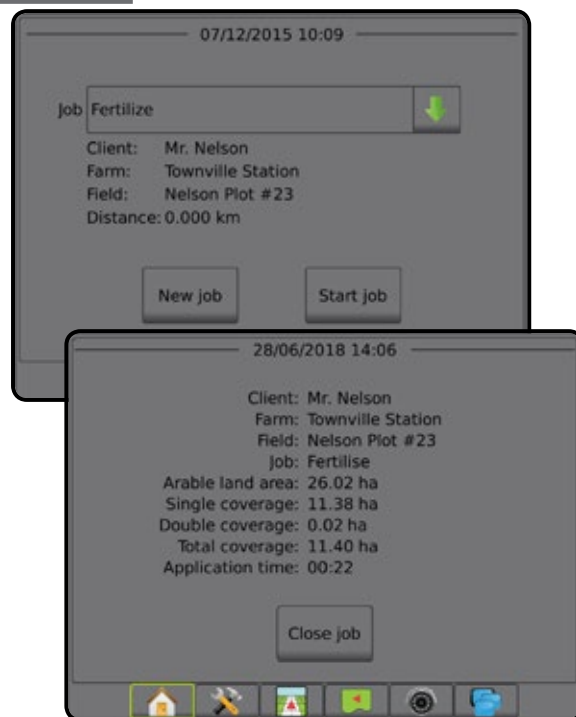 07/12/2015 10:09
Job Fertilize
Client: Mr. Nelson
Farm: Townville Station
Field: Nelson Plot #23
Distance: 0.000 km
New job Start job
28/06/2018 14:06
Client: Mr. Nelson
Farm: Townville Station
Field: Nelson Plot #23
Job: Fertilise
Arable land area: 26.02 ha
Single coverage: 11.38 ha
Double coverage: 0.02 ha
Total coverage: 11.40 ha
Application time: 00:22
Close job